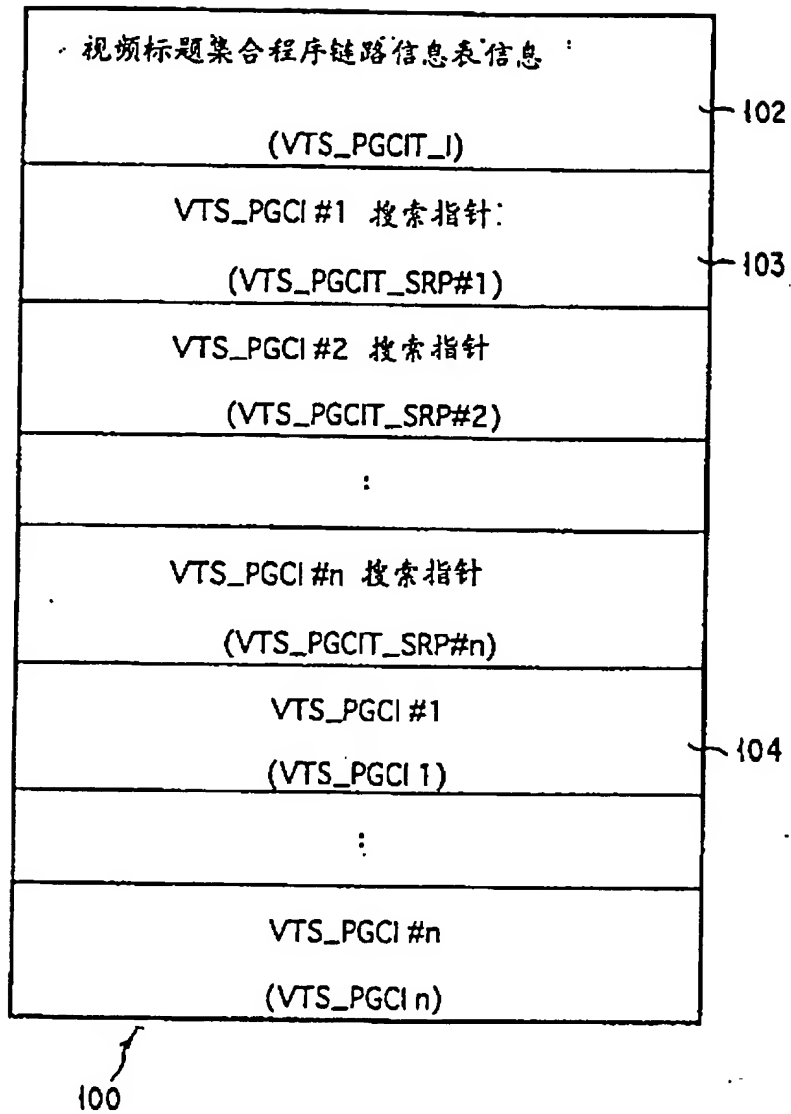 视频标题集合程序链路信息表信息
(VTS_PGCIT_I)
102
VTS_PGCI #1 搜索指针:
(VTS_PGCIT_SRP#1)
103
VTS_PGCI #2 搜索指针
(VTS_PGCIT_SRP#2)
:
VTS_PGCI #n 搜索指针
(VTS_PGCIT_SRP#n)
VTS_PGCI #1
(VTS_PGCI 1)
104
:
VTS_PGCI #n
(VTS_PGCI n)
100